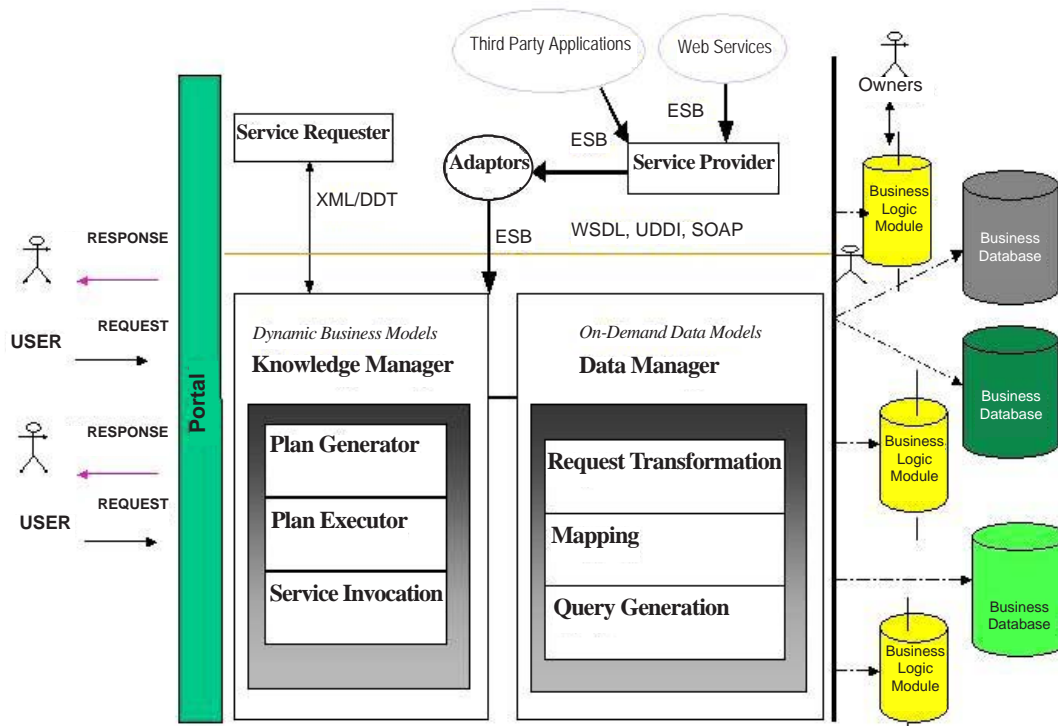 Third Party Applications
Web Services
Owners
Service Requester
ESB
ESB
Adaptors
Service Provider
XML/DDT
Business
Logic
Module
Business
Database
ESB
WSDL, UDDI, SOAP
RESPONSE
REQUEST
USER
Portal
Dynamic Business Models
Knowledge Manager
On-Demand Data Models
Data Manager
Business
Database
RESPONSE
REQUEST
USER
Plan Generator
Plan Executor
Service Invocation
Request Transformation
Mapping
Query Generation
Business
Logic
Module
Business
Database
Business
Logic
Module